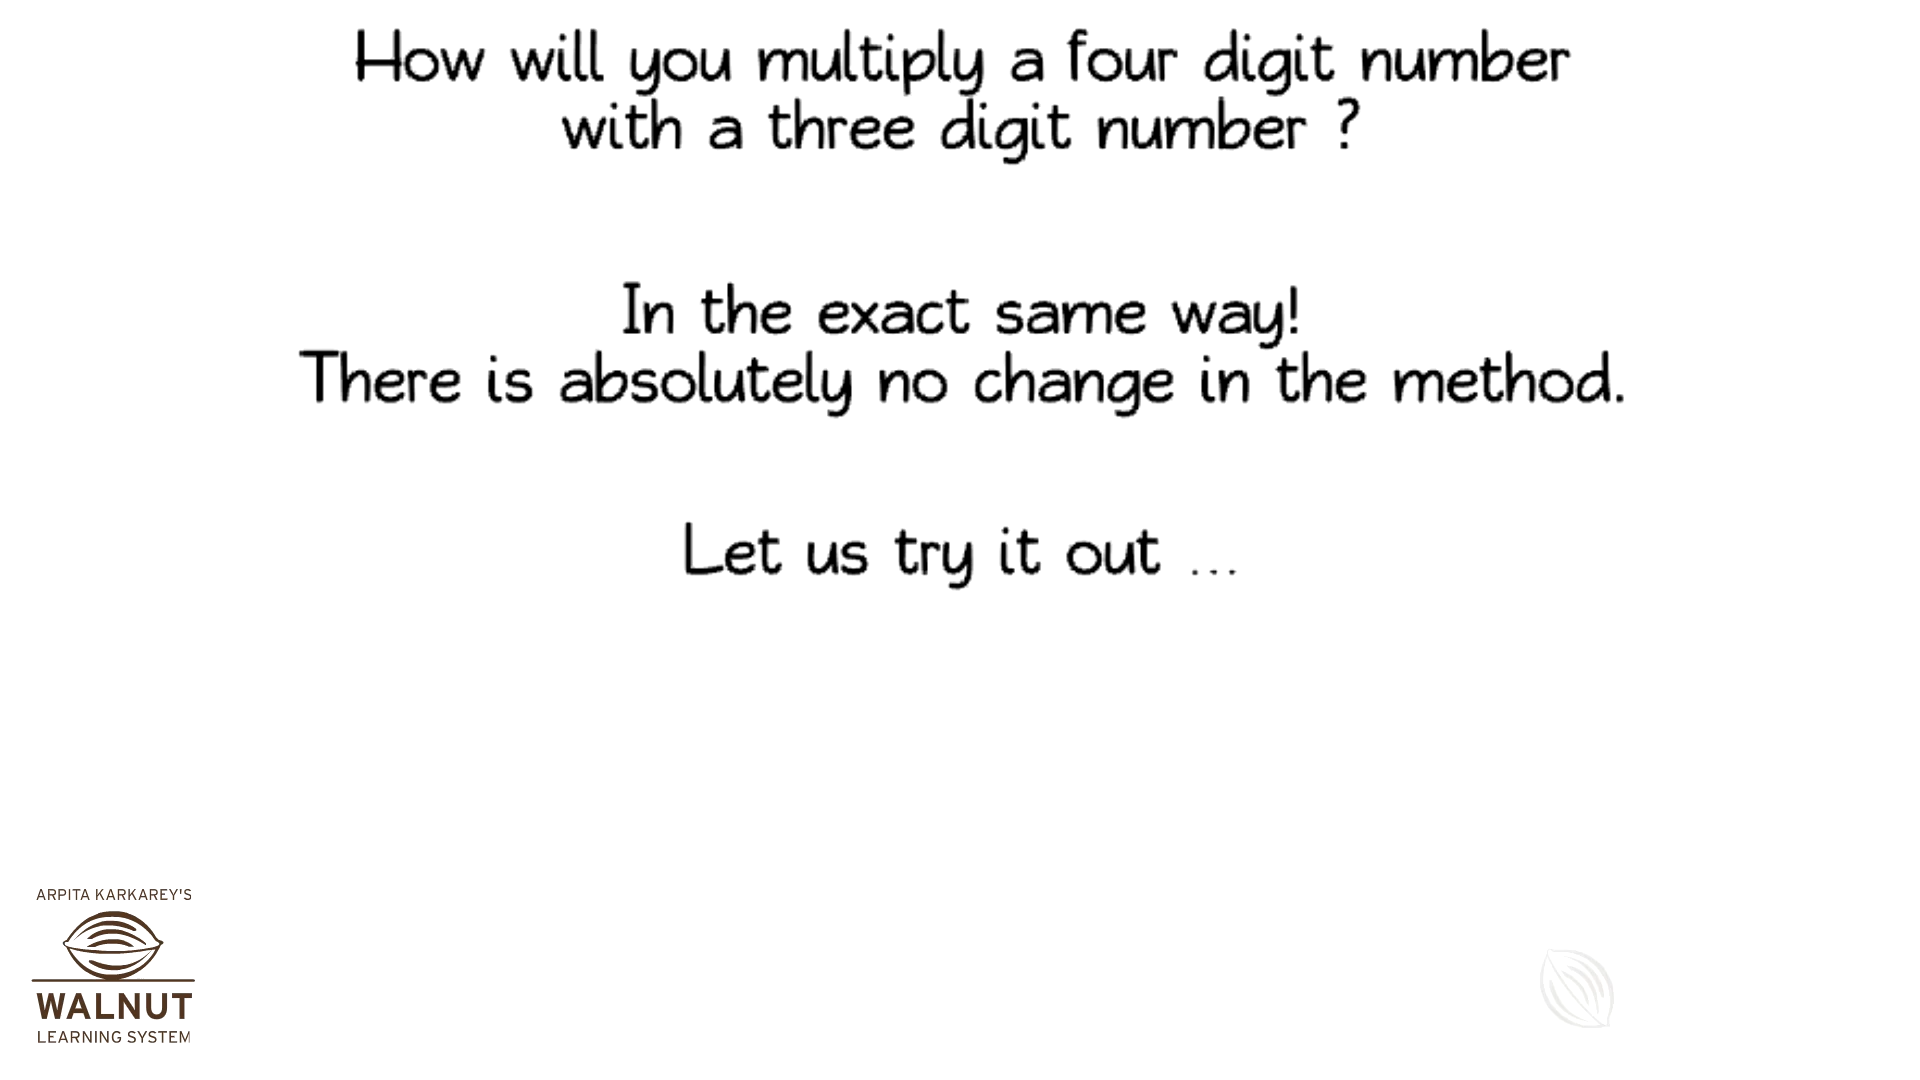 How will you multiply a four digit number
with a three digit number ?
In the exact same way!
There is absolutely no change in the method.
Let us try it out ...
ARPITA KARKAREY'S
WALNUT
LEARNING SYSTEM